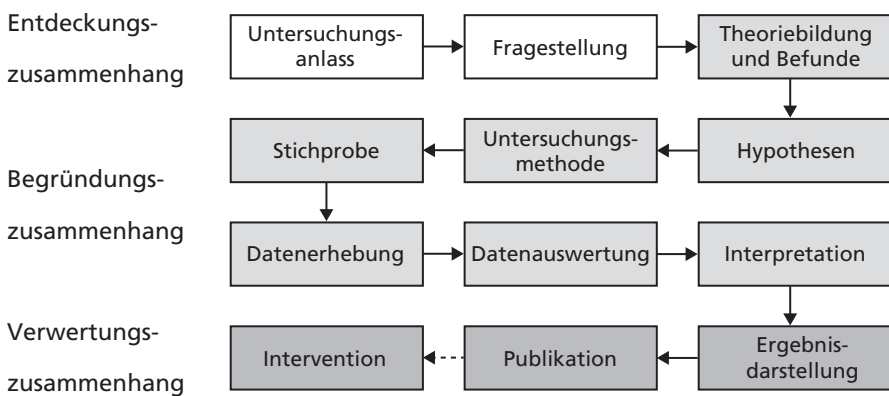 Entdeckungs-
zusammenhang
Untersuchungs-
anlass
Fragestellung
Theoriebildung
und Befunde
Begründungs-
zusammenhang
Stichprobe
Untersuchungs-
methode
Hypothesen
Datenerhebung
Datenauswertung
Interpretation
Verwertungs-
zusammenhang
Intervention
Publikation
Ergebnis-
darstellung